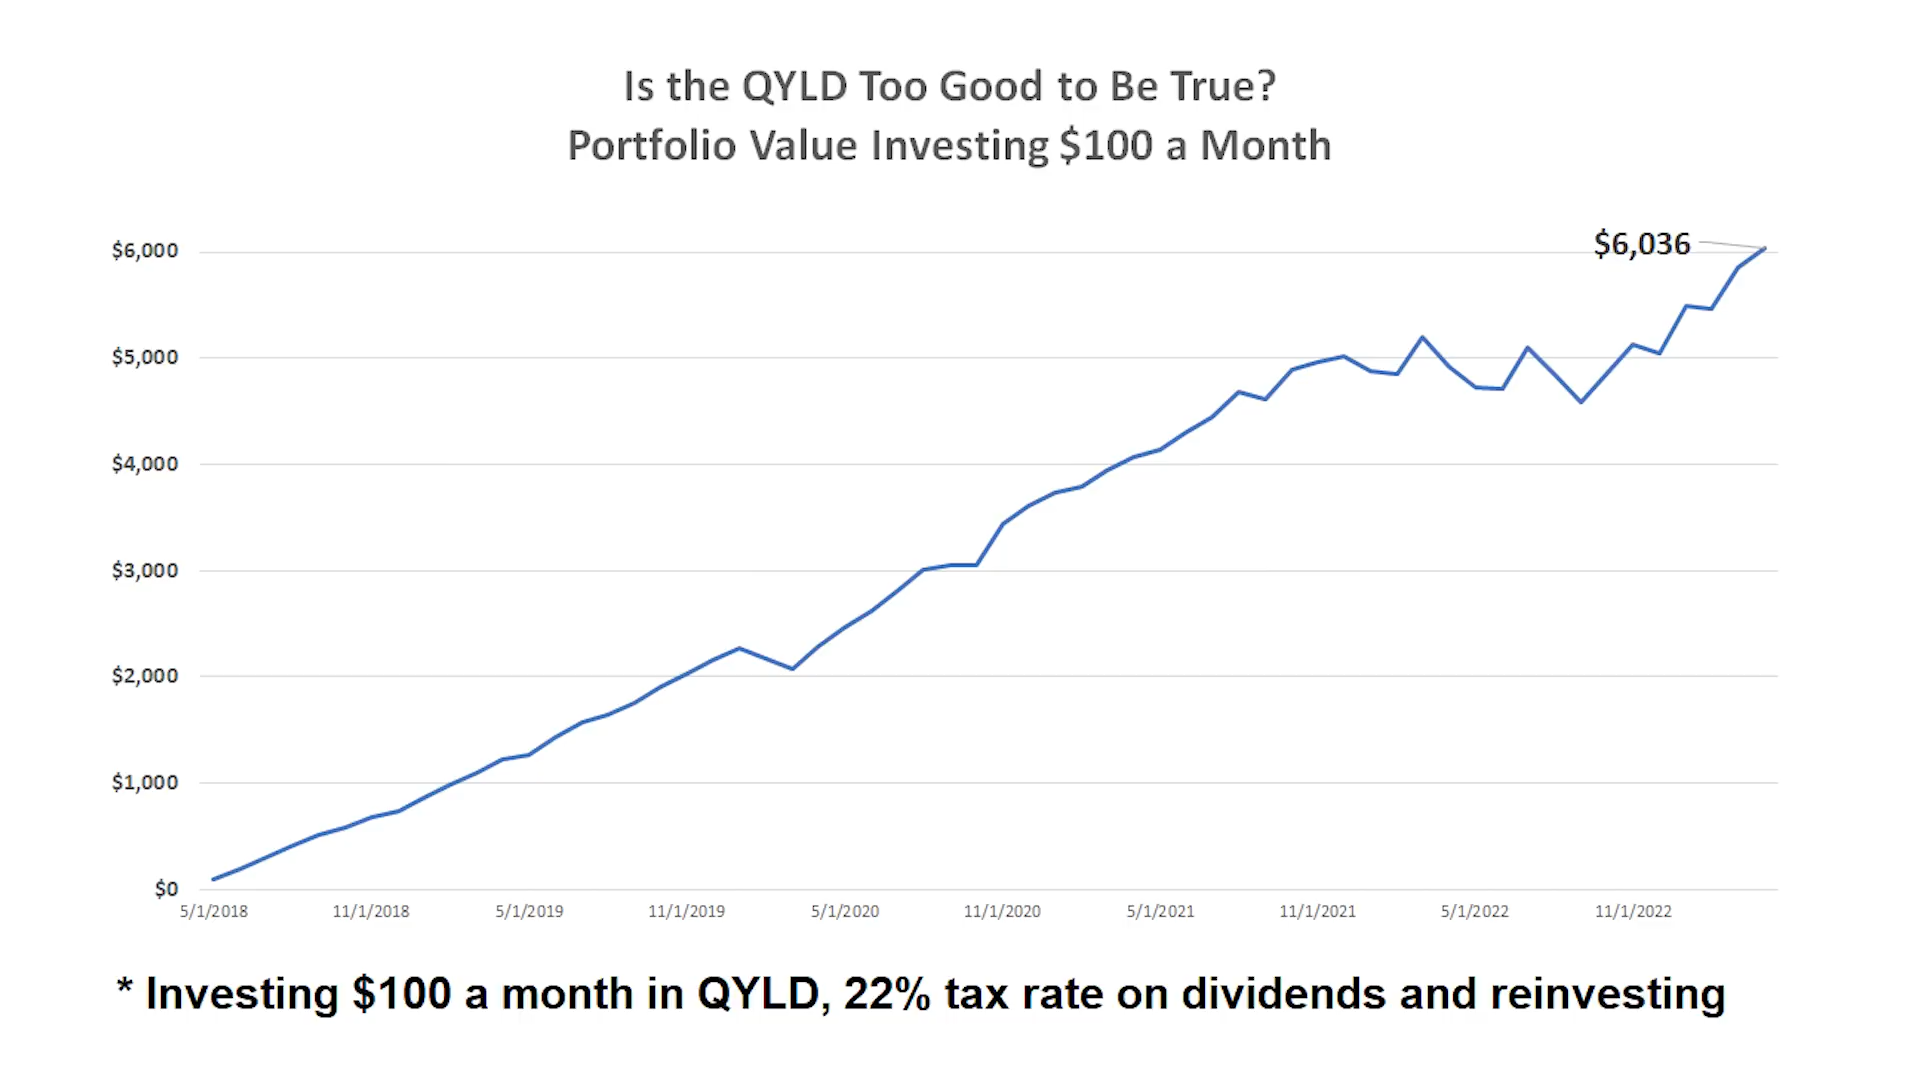 Is the QYLD Too Good to Be True?
Portfolio Value Investing $100 a Month
$6,036
$6,000
$5,000
$4,000
$3,000
$2,000
$1,000
$0
5/1/2018 11/1/2018 5/1/2019 11/1/2019 5/1/2020 11/1/2020 5/1/2021 11/1/2021 5/1/2022 11/1/2022
* Investing $100 a month in QYLD, 22% tax rate on dividends and reinvesting